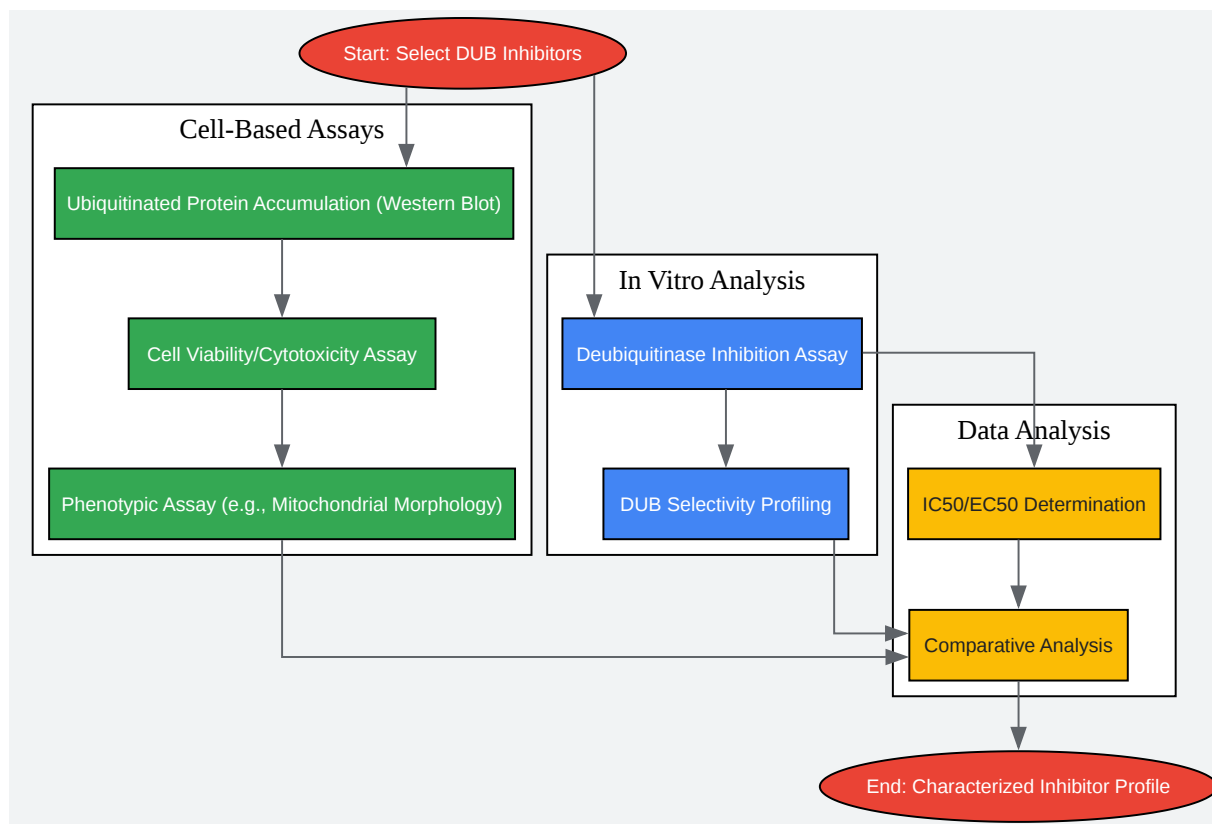 Start: Select DUB Inhibitors
Cell-Based Assays
Ubiquitinated Protein Accumulation (Western Blot)
Cell Viability/Cytotoxicity Assay
Phenotypic Assay (e.g., Mitochondrial Morphology)
In Vitro Analysis
Deubiquitinase Inhibition Assay
DUB Selectivity Profiling
Data Analysis
IC50/EC50 Determination
Comparative Analysis
End: Characterized Inhibitor Profile